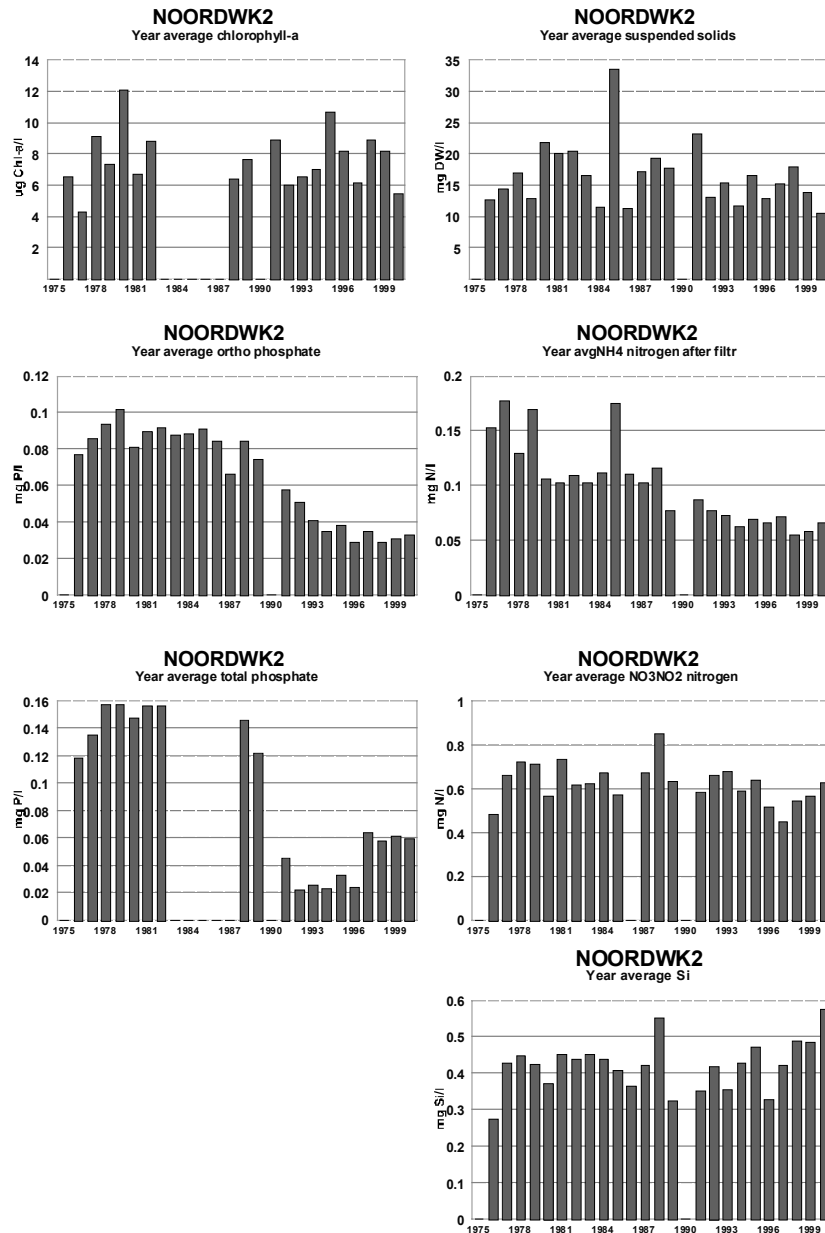 NOORDWK2
Year average chlorophyll-a
14
12
10
8
6
4
2
ug Chl-a/l
1975 1978 1981 1984 1987 1990 1993 1996 1999
NOORDWK2
Year average suspended solids
35
30
25
20
15
10
5
mg DW/l
1975 1978 1981 1984 1987 1990 1993 1996 1999
NOORDWK2
Year average ortho phosphate
0.12
0.1
0.08
0.06
0.04
0.02
0
mg P/l
1975 1978 1981 1984 1987 1990 1993 1996 1999
NOORDWK2
Year avgNH4 nitrogen after filtr
0.2
0.15
0.1
0.05
0
mg N/l
1975 1978 1981 1984 1987 1990 1993 1996 1999
NOORDWK2
Year average total phosphate
0.16
0.14
0.12
0.1
0.08
0.06
0.04
0.02
0
mg P/l
1975 1978 1981 1984 1987 1990 1993 1996 1999
NOORDWK2
Year average NO3NO2 nitrogen
1
0.8
0.6
0.4
0.2
0
mg N/l
1975 1978 1981 1984 1987 1990 1993 1996 1999
NOORDWK2
Year average Si
0.6
0.5
0.4
0.3
0.2
0.1
0
mg Si/l
1975 1978 1981 1984 1987 1990 1993 1996 1999